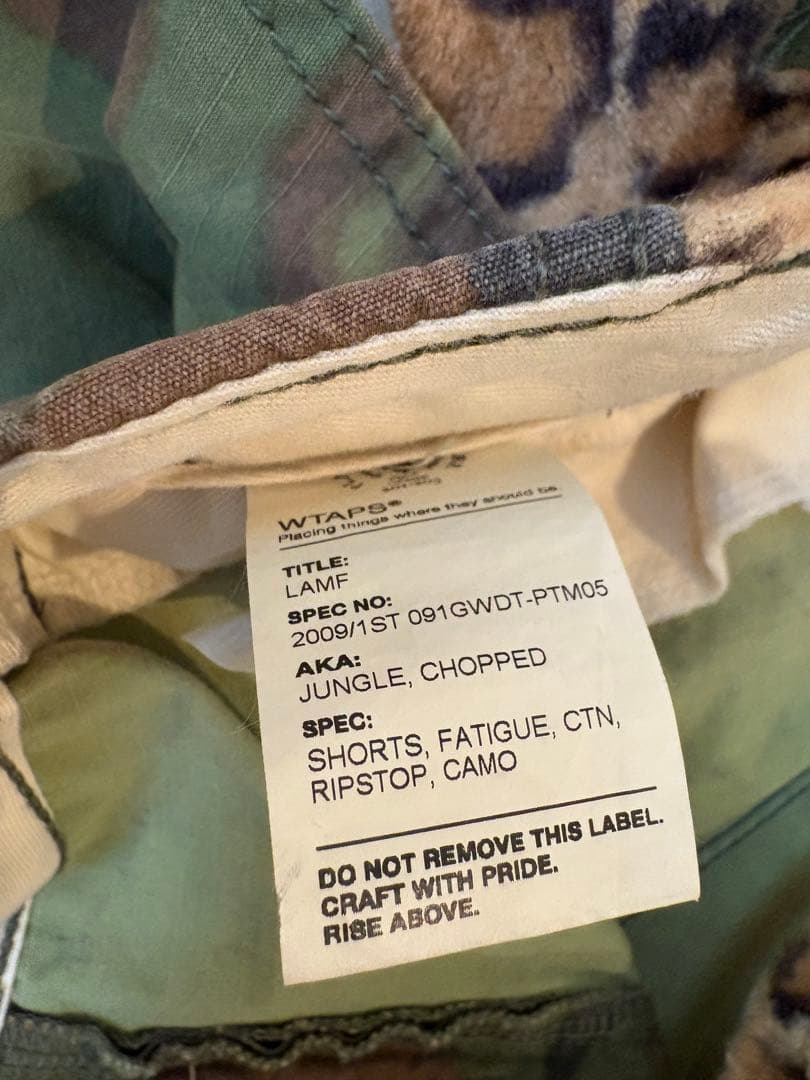 WTAPS®
Placing things where they should be.
TITLE:
LAMF
SPEC NO:
2009/1ST 091GWDT-PTM05
AKA:
JUNGLE, CHOPPED
SPEC:
SHORTS, FATIGUE, CTN,
RIPSTOP, CAMO
DO NOT REMOVE THIS LABEL.
CRAFT WITH PRIDE.
RISE ABOVE.